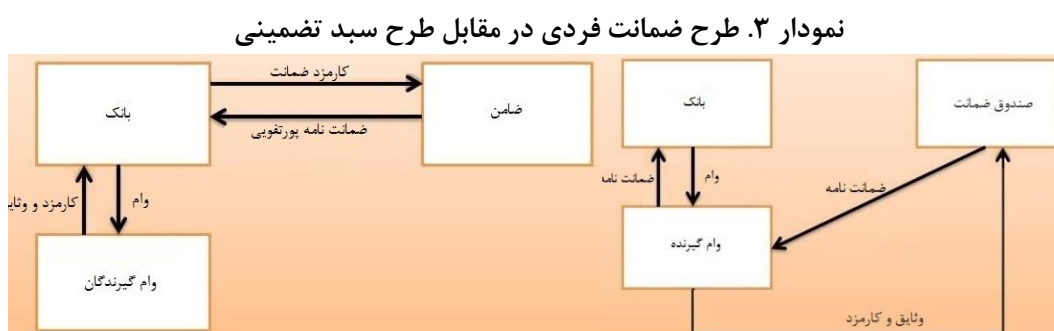 نمودار ۳. طرح ضمانت فردی در مقابل طرح سبد تضمینی
صندوق ضمانت
بانک
وام
ضمانت نامه
ضمانت نامه
وام گیرنده
وثایق و کارمزد
ضامن
کارمزد ضمانت
ضمانت نامه پورتفویی
بانک
وام
کارمزد و وثایق
وام گیرندگان